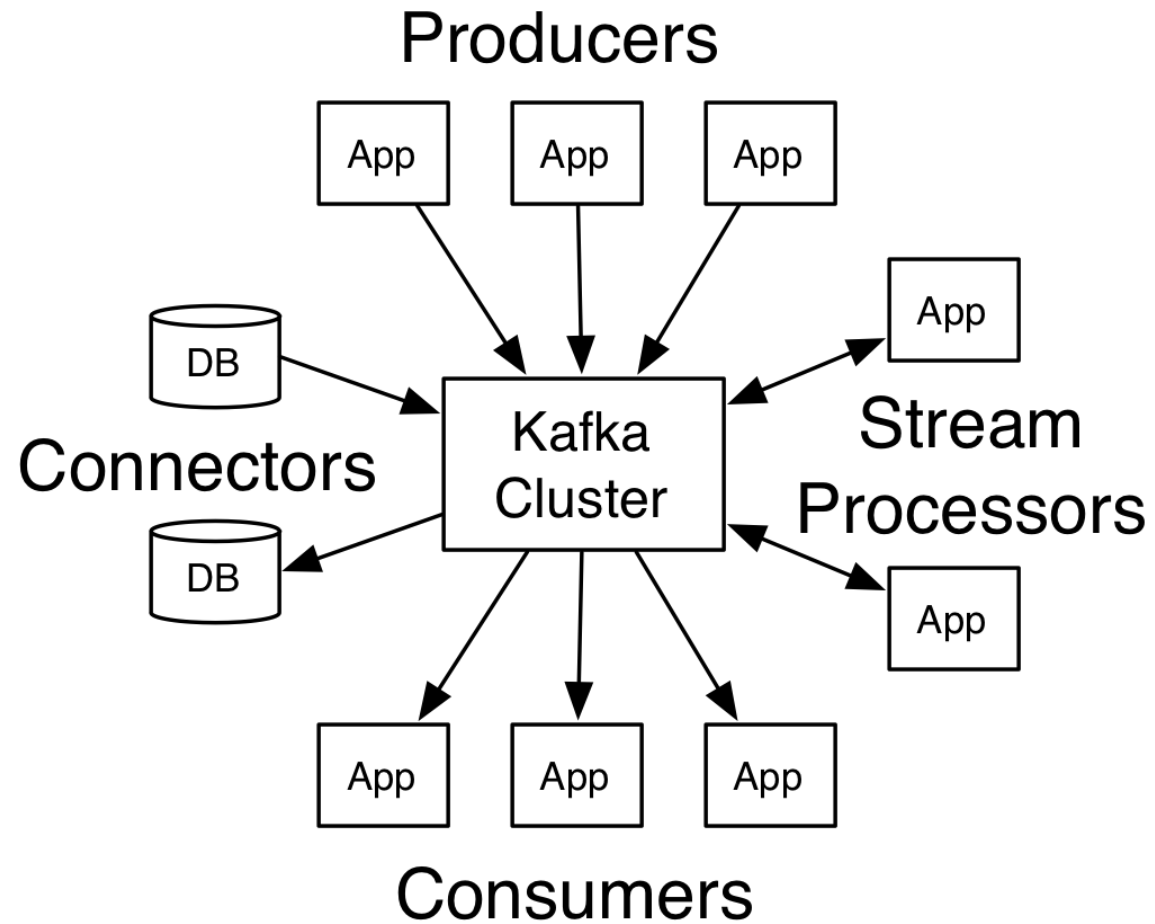 Producers
App
App
App
App
DB
Kafka
Cluster
Stream
Processors
Connectors
DB
App
App
App
App
Consumers